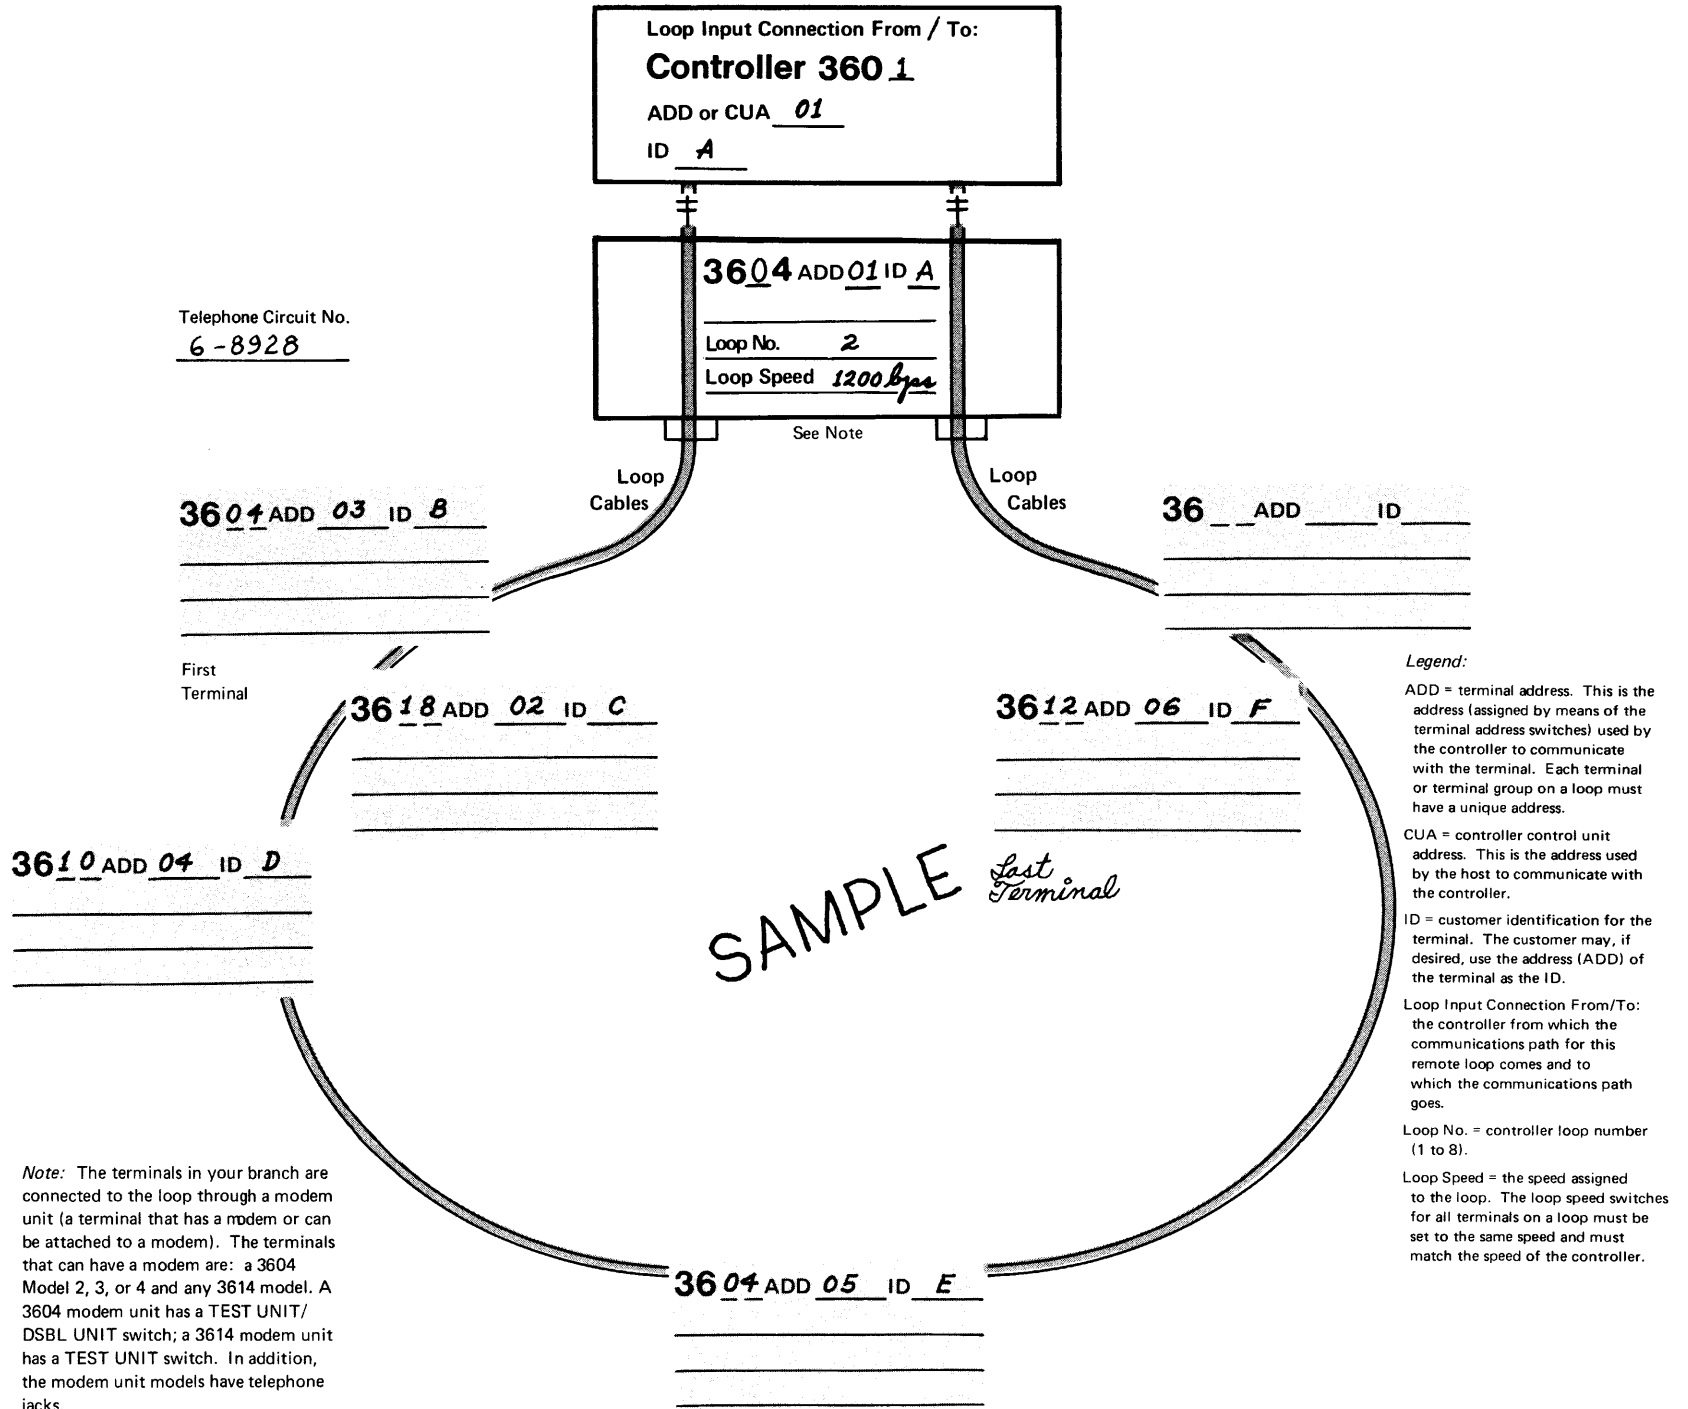 Loop Input Connection From / To:
Controller 3601
ADD or CUA 01
ID A
3604 ADD 01 ID A
Loop No. 2
Loop Speed 1200 bps
See Note
Telephone Circuit No.
6-8928
Loop
Cables
Loop
Cables
3604 ADD 03 ID B
First
Terminal
36__ ADD ____ ID ____
3618 ADD 02 ID C
3612 ADD 06 ID F
Last
Terminal
3610 ADD 04 ID D
SAMPLE
3604 ADD 05 ID E
Legend:
ADD = terminal address. This is the
address (assigned by means of the
terminal address switches) used by
the controller to communicate
with the terminal. Each terminal
or terminal group on a loop must
have a unique address.
CUA = controller control unit
address. This is the address used
by the host to communicate with
the controller.
ID = customer identification for the
terminal. The customer may, if
desired, use the address (ADD) of
the terminal as the ID.
Loop Input Connection From/To:
the controller from which the
communications path for this
remote loop comes and to
which the communications path
goes.
Loop No. = controller loop number
(1 to 8).
Loop Speed = the speed assigned
to the loop. The loop speed switches
for all terminals on a loop must be
set to the same speed and must
match the speed of the controller.
Note: The terminals in your branch are
connected to the loop through a modem
unit (a terminal that has a modem or can
be attached to a modem). The terminals
that can have a modem are: a 3604
Model 2, 3, or 4 and any 3614 model. A
3604 modem unit has a TEST UNIT/
DSBL UNIT switch; a 3614 modem unit
has a TEST UNIT switch. In addition,
the modem unit models have telephone
jacks